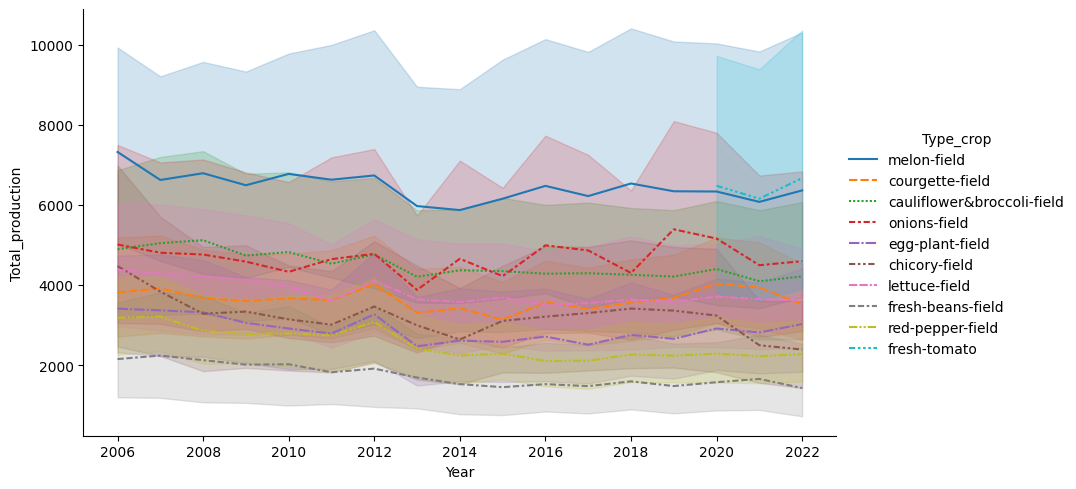 Total_production
10000
8000
6000
4000
2000
2006
2008
2010
2012
2014
2016
2018
2020
2022
Year
Type_crop
melon-field
courgette-field
cauliflower&broccoli-field
onions-field
egg-plant-field
chicory-field
lettuce-field
fresh-beans-field
red-pepper-field
fresh-tomato